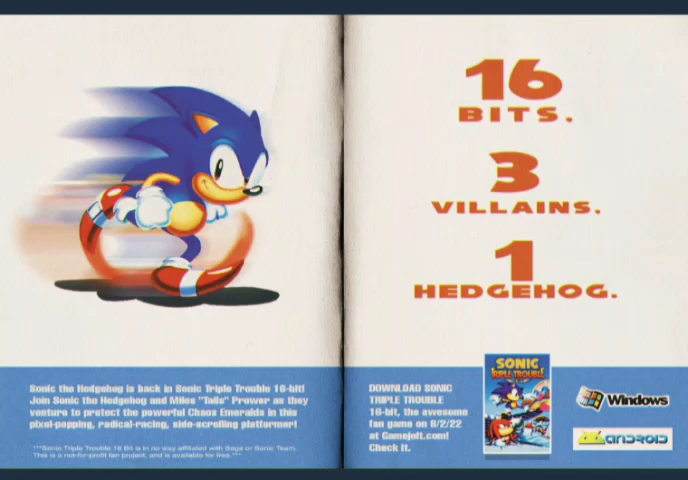 16
BITS.
3
VILLAINS.
1
HEDGEHOG.
Sonic the Hedgehog is back in Sonic Triple Trouble 16-bit!
Join Sonic the Hedgehog and Miles "Tails" Prower as they
venture to protect the powerful Chaos Emeralds in this
pixel-popping, radical-racing, side-scrolling platformer!
***Sonic Triple Trouble 16 Bit is in no way affiliated with Sega or Sonic Team.
This is a not-for-profit fan project, and is available for free.***
DOWNLOAD SONIC
TRIPLE TROUBLE
16-bit, the awesome
fan game on 8/2/22
at Gamejolt.com!
Check it.
SONIC
TRIPLE TROUBLE
Windows
ANDROID